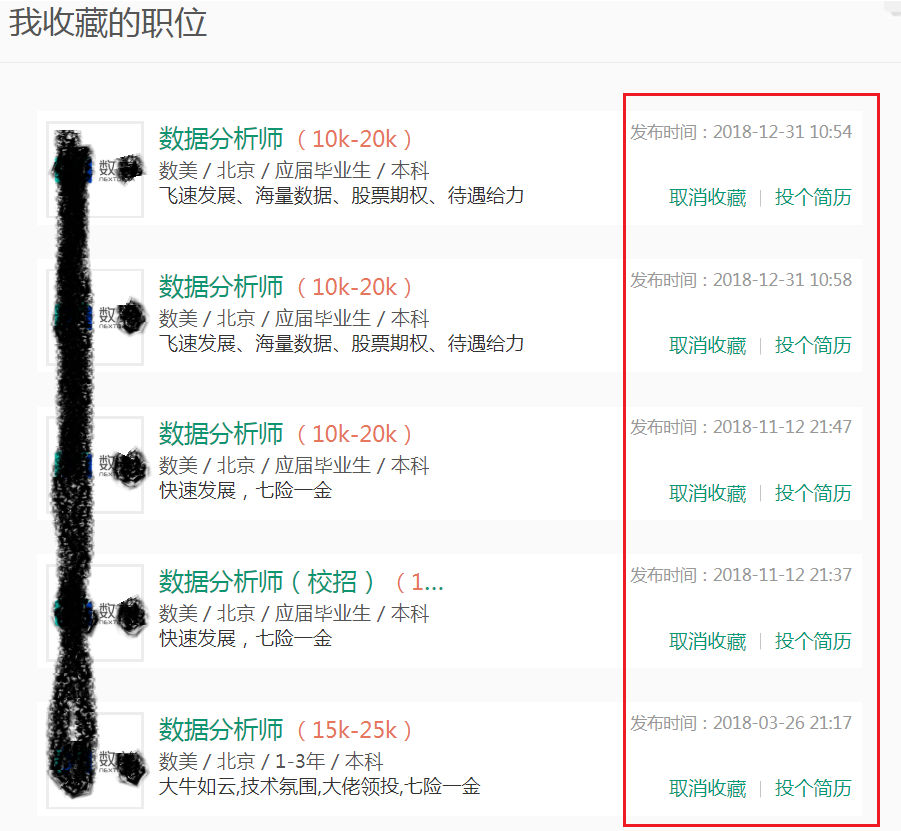 我收藏的职位
数据分析师（10k-20k） 发布时间：2018-12-31 10:54
数美 / 北京 / 应届毕业生 / 本科
飞速发展、海量数据、股票期权、待遇给力 取消收藏 | 投个简历
数
数据分析师（10k-20k） 发布时间：2018-12-31 10:58
数美 / 北京 / 应届毕业生 / 本科
飞速发展、海量数据、股票期权、待遇给力 取消收藏 | 投个简历
数
数据分析师（10k-20k） 发布时间：2018-11-12 21:47
数美 / 北京 / 应届毕业生 / 本科
快速发展，七险一金 取消收藏 | 投个简历
数
数据分析师（校招）（1... 发布时间：2018-11-12 21:37
数美 / 北京 / 应届毕业生 / 本科
快速发展，七险一金 取消收藏 | 投个简历
数
数据分析师（15k-25k） 发布时间：2018-03-26 21:17
数美 / 北京 / 1-3年 / 本科
大牛如云,技术氛围,大佬领投,七险一金 取消收藏 | 投个简历
数